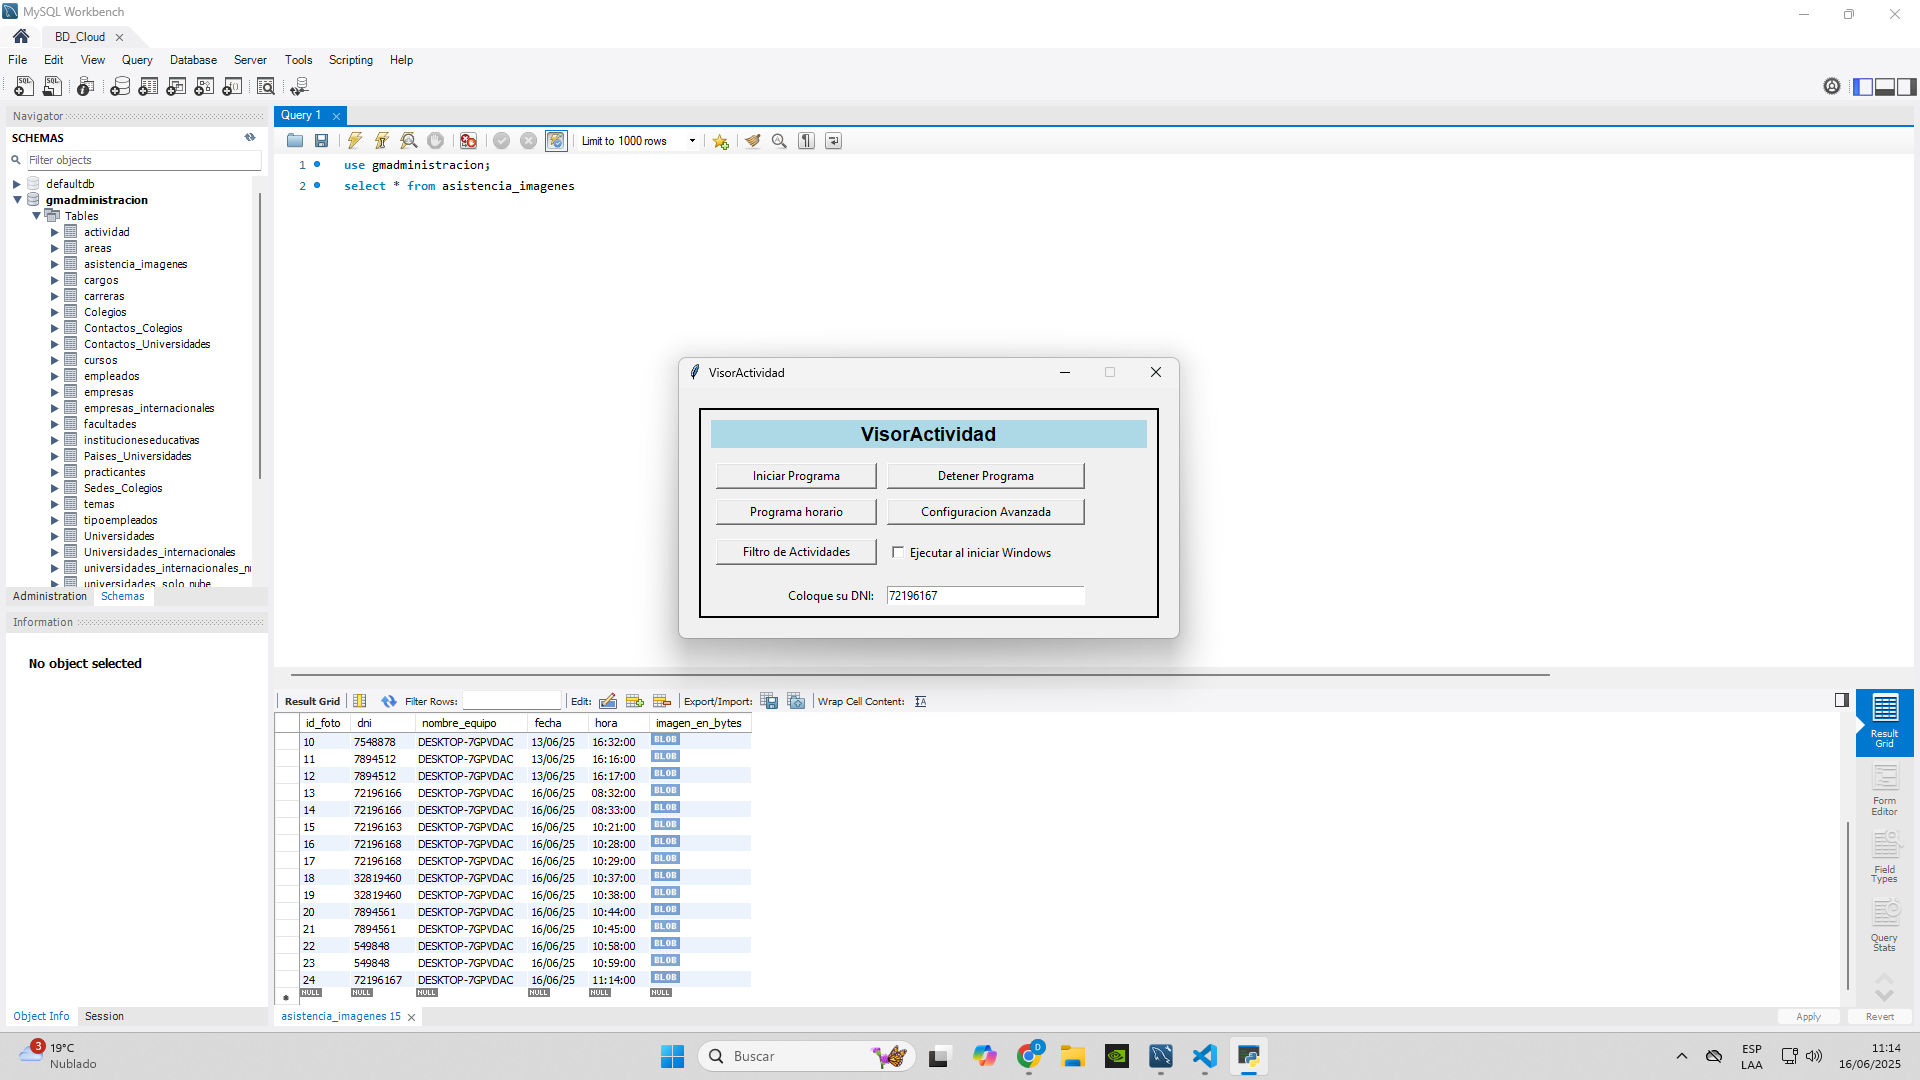 MySQL Workbench
BD_Cloud
File Edit View Query Database Server Tools Scripting Help
Navigator
SCHEMAS
Filter objects
defaultdb
gmadministracion
Tables
actividad
areas
asistencia_imagenes
cargos
carreras
Colegios
Contactos_Colegios
Contactos_Universidades
cursos
empleados
empresas
empresas_internacionales
facultades
institucioneseducativas
Paises_Universidades
practicantes
Sedes_Colegios
temas
tipoempleados
Universidades
Universidades_internacionales
universidades_internacionales_nu
universidades_solo_nube
Administration Schemas
Information
No object selected
Object Info Session
Query 1
Limit to 1000 rows
1 use gmadministracion;
2 select * from asistencia_imagenes
VisorActividad
VisorActividad
Iniciar Programa Detener Programa
Programa horario Configuracion Avanzada
Filtro de Actividades Ejecutar al iniciar Windows
Coloque su DNI: 72196167
Result Grid Filter Rows: Edit: Export/Import: Wrap Cell Content:
id_foto dni nombre_equipo fecha hora imagen_en_bytes
10 7548878 DESKTOP-7GPVDAC 13/06/25 16:32:00 BLOB
11 7894512 DESKTOP-7GPVDAC 13/06/25 16:16:00 BLOB
12 7894512 DESKTOP-7GPVDAC 13/06/25 16:17:00 BLOB
13 72196166 DESKTOP-7GPVDAC 16/06/25 08:32:00 BLOB
14 72196166 DESKTOP-7GPVDAC 16/06/25 08:33:00 BLOB
15 72196163 DESKTOP-7GPVDAC 16/06/25 10:21:00 BLOB
16 72196168 DESKTOP-7GPVDAC 16/06/25 10:28:00 BLOB
17 72196168 DESKTOP-7GPVDAC 16/06/25 10:29:00 BLOB
18 32819460 DESKTOP-7GPVDAC 16/06/25 10:37:00 BLOB
19 32819460 DESKTOP-7GPVDAC 16/06/25 10:38:00 BLOB
20 7894561 DESKTOP-7GPVDAC 16/06/25 10:44:00 BLOB
21 7894561 DESKTOP-7GPVDAC 16/06/25 10:45:00 BLOB
22 549848 DESKTOP-7GPVDAC 16/06/25 10:58:00 BLOB
23 549848 DESKTOP-7GPVDAC 16/06/25 10:59:00 BLOB
24 72196167 DESKTOP-7GPVDAC 16/06/25 11:14:00 BLOB
NULL NULL NULL NULL NULL NULL
Result
Grid
Form
Editor
Field
Types
Query
Stats
asistencia_imagenes 15
Apply Revert
3
19°C
Nublado
Buscar
D
ESP
LAA
11:14
16/06/2025